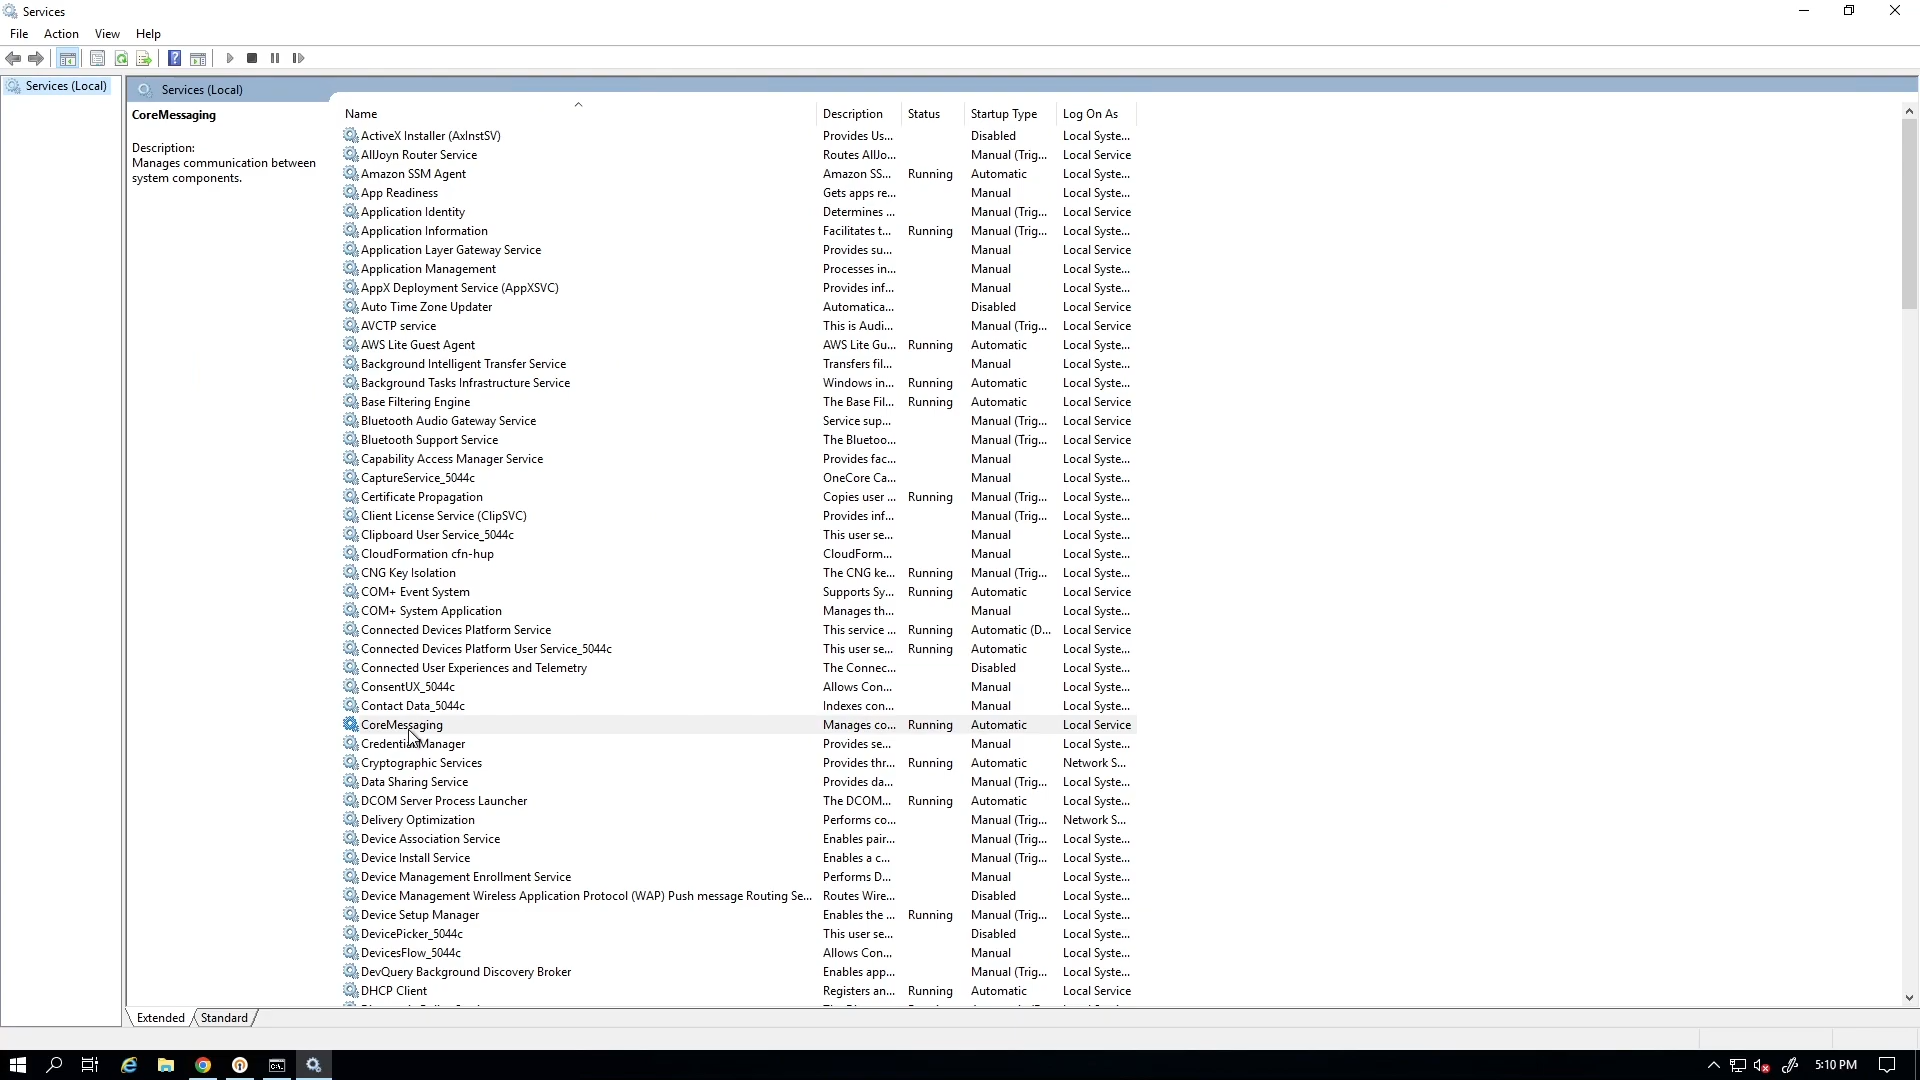 Services
File Action View Help
Services (Local)
Services (Local)
CoreMessaging
Description:
Manages communication between
system components.
Name Description Status Startup Type Log On As
ActiveX Installer (AxInstSV) Provides Us... Disabled Local Syste...
AllJoyn Router Service Routes AllJo... Manual (Trig... Local Service
Amazon SSM Agent Amazon SS... Running Automatic Local Syste...
App Readiness Gets apps re... Manual Local Syste...
Application Identity Determines ... Manual (Trig... Local Service
Application Information Facilitates t... Running Manual (Trig... Local Syste...
Application Layer Gateway Service Provides su... Manual Local Service
Application Management Processes in... Manual Local Syste...
AppX Deployment Service (AppXSVC) Provides inf... Manual Local Syste...
Auto Time Zone Updater Automatica... Disabled Local Service
AVCTP service This is Audi... Manual (Trig... Local Service
AWS Lite Guest Agent AWS Lite Gu... Running Automatic Local Syste...
Background Intelligent Transfer Service Transfers fil... Manual Local Syste...
Background Tasks Infrastructure Service Windows in... Running Automatic Local Syste...
Base Filtering Engine The Base Fil... Running Automatic Local Service
Bluetooth Audio Gateway Service Service sup... Manual (Trig... Local Service
Bluetooth Support Service The Bluetoo... Manual (Trig... Local Service
Capability Access Manager Service Provides fac... Manual Local Syste...
CaptureService_5044c OneCore Ca... Manual Local Syste...
Certificate Propagation Copies user ... Running Manual (Trig... Local Syste...
Client License Service (ClipSVC) Provides inf... Manual (Trig... Local Syste...
Clipboard User Service_5044c This user se... Manual Local Syste...
CloudFormation cfn-hup CloudForm... Manual Local Syste...
CNG Key Isolation The CNG ke... Running Manual (Trig... Local Syste...
COM+ Event System Supports Sy... Running Automatic Local Service
COM+ System Application Manages th... Manual Local Syste...
Connected Devices Platform Service This service ... Running Automatic (D... Local Service
Connected Devices Platform User Service_5044c This user se... Running Automatic Local Syste...
Connected User Experiences and Telemetry The Connec... Disabled Local Syste...
ConsentUX_5044c Allows Con... Manual Local Syste...
Contact Data_5044c Indexes con... Manual Local Syste...
CoreMessaging Manages co... Running Automatic Local Service
Credential Manager Provides se... Manual Local Syste...
Cryptographic Services Provides thr... Running Automatic Network S...
Data Sharing Service Provides da... Manual (Trig... Local Syste...
DCOM Server Process Launcher The DCOM... Running Automatic Local Syste...
Delivery Optimization Performs co... Manual (Trig... Network S...
Device Association Service Enables pair... Manual (Trig... Local Syste...
Device Install Service Enables a c... Manual (Trig... Local Syste...
Device Management Enrollment Service Performs D... Manual Local Syste...
Device Management Wireless Application Protocol (WAP) Push message Routing Se... Routes Wire... Disabled Local Syste...
Device Setup Manager Enables the ... Running Manual (Trig... Local Syste...
DevicePicker_5044c This user se... Disabled Local Syste...
DevicesFlow_5044c Allows Con... Manual Local Syste...
DevQuery Background Discovery Broker Enables app... Manual (Trig... Local Syste...
DHCP Client Registers an... Running Automatic Local Service
Extended Standard
5:10 PM